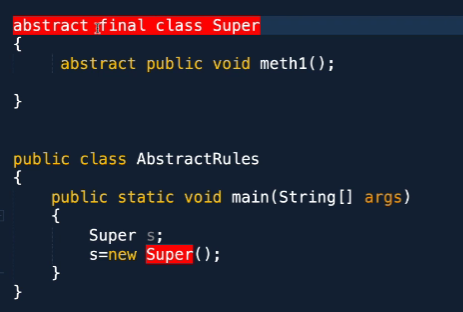 abstract final class Super
{
abstract public void meth1();
}
public class AbstractRules
{
public static void main(String[] args)
{
Super s;
s=new Super();
}
}